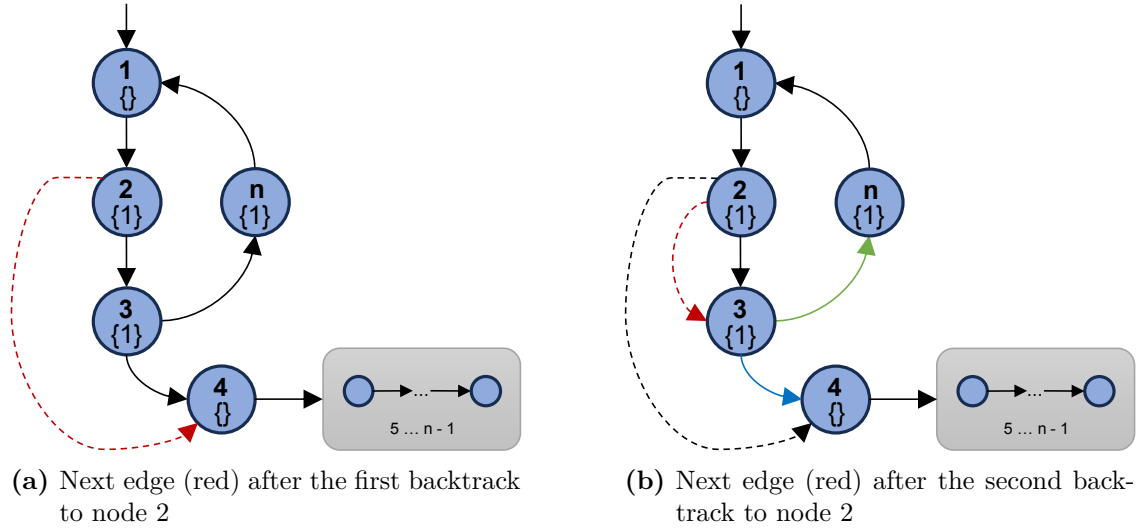 1
{}
2
{1}
n
{1}
3
{1}
4
{}
...
5 ... n - 1
(a) Next edge (red) after the first backtrack
to node 2
1
{}
2
{1}
n
{1}
3
{1}
4
{}
...
5 ... n - 1
(b) Next edge (red) after the second back-
track to node 2